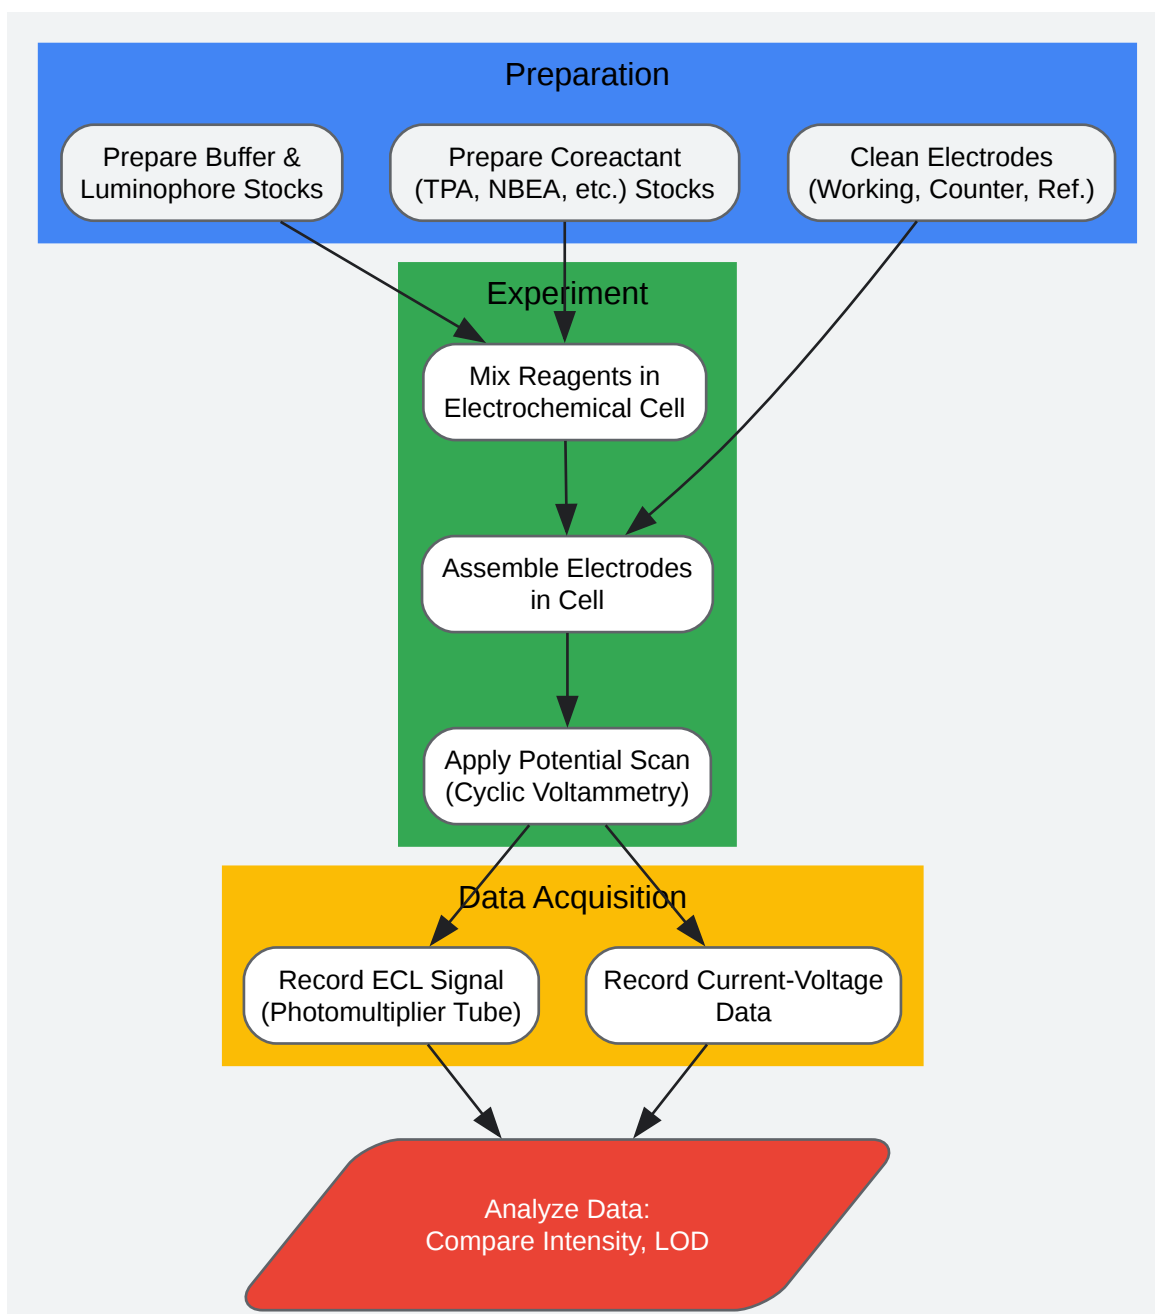 Preparation
Prepare Buffer &
Luminophore Stocks
Prepare Coreactant
(TPA, NBEA, etc.) Stocks
Clean Electrodes
(Working, Counter, Ref.)
Experiment
Mix Reagents in
Electrochemical Cell
Assemble Electrodes
in Cell
Apply Potential Scan
(Cyclic Voltammetry)
Data Acquisition
Record ECL Signal
(Photomultiplier Tube)
Record Current-Voltage
Data
Analyze Data:
Compare Intensity, LOD